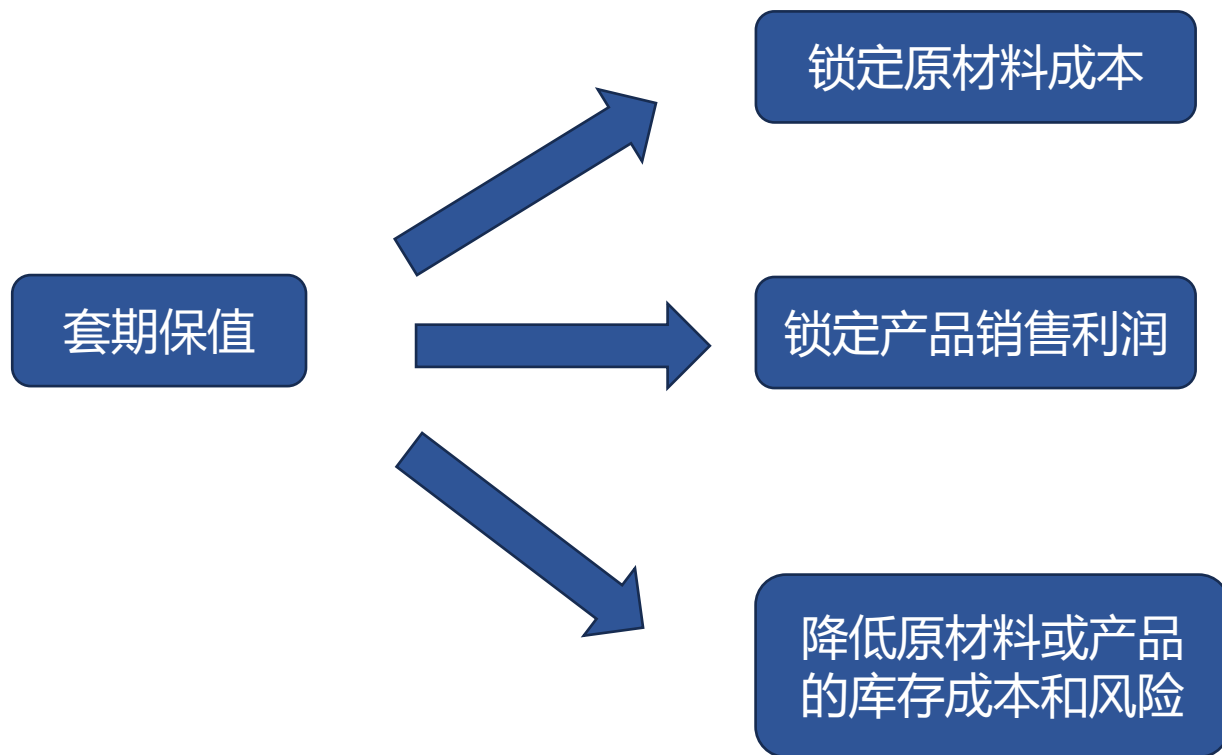 锁定原材料成本
套期保值
锁定产品销售利润
降低原材料或产品
的库存成本和风险